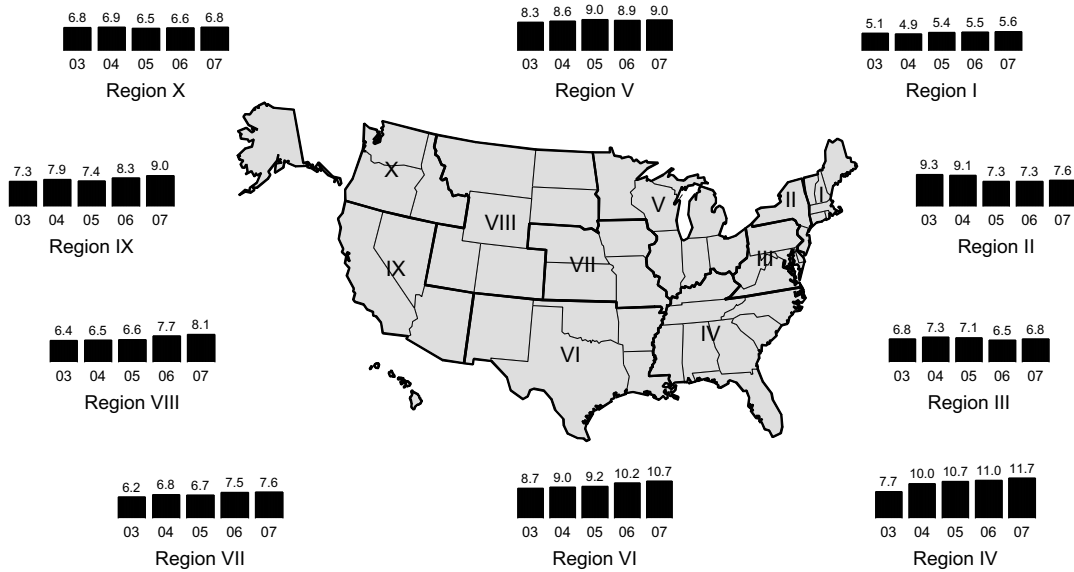 6.8 6.9 6.5 6.6 6.8
03 04 05 06 07
Region X
8.3 8.6 9.0 8.9 9.0
03 04 05 06 07
Region V
5.1 4.9 5.4 5.5 5.6
03 04 05 06 07
Region I
7.3 7.9 7.4 8.3 9.0
03 04 05 06 07
Region IX
9.3 9.1 7.3 7.3 7.6
03 04 05 06 07
Region II
X
VIII
V
II
I
IX
VII
III
VI
IV
6.4 6.5 6.6 7.7 8.1
03 04 05 06 07
Region VIII
6.8 7.3 7.1 6.5 6.8
03 04 05 06 07
Region III
6.2 6.8 6.7 7.5 7.6
03 04 05 06 07
Region VII
8.7 9.0 9.2 10.2 10.7
03 04 05 06 07
Region VI
7.7 10.0 10.7 11.0 11.7
03 04 05 06 07
Region IV